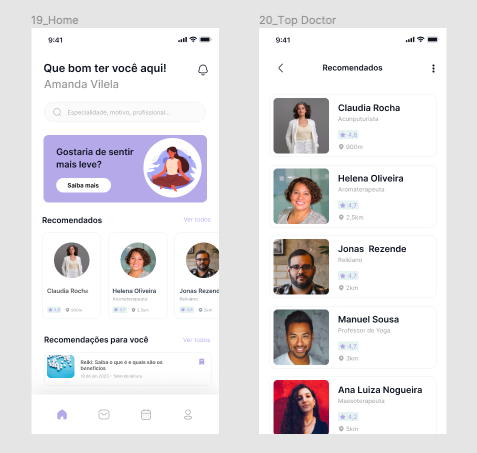 19_Home
9:41
Que bom ter você aqui!
Amanda Vilela
Especialidade, motivo, profissional...
Gostaria de sentir
mais leve?
Saiba mais
Recomendados
Ver todos
Claudia Rocha
Acunputurista
4,8
900m
Helena Oliveira
Aromaterapeuta
4,7
2,5km
Jonas Rezende
Reikiano
4,7
2km
Recomendações para você
Ver todos
Reiki: Saiba o que é e quais são os
benefícios
20_Top Doctor
9:41
Recomendados
Claudia Rocha
Acunputurista
4,8
900m
Helena Oliveira
Aromaterapeuta
4,7
2,5km
Jonas Rezende
Reikiano
4,7
2km
Manuel Sousa
Professor de Yoga
4,7
3km
Ana Luiza Nogueira
Massoterapeuta
4,2
5km